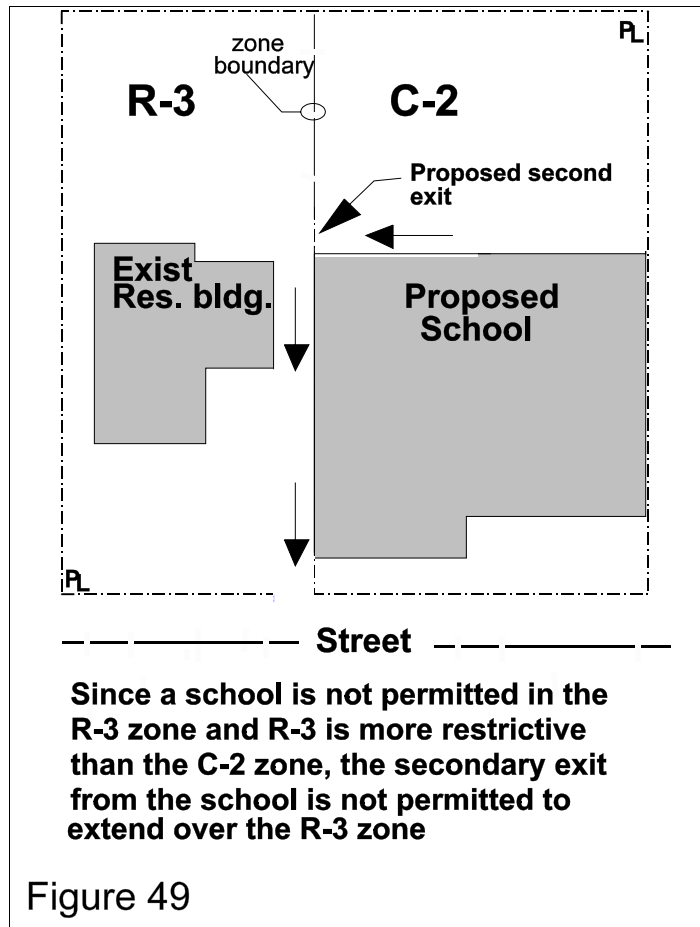 PL
zone
boundary
R-3
C-2
Proposed second
exit
Exist
Res. bldg.
Proposed
School
PL
Street
Since a school is not permitted in the
R-3 zone and R-3 is more restrictive
than the C-2 zone, the secondary exit
from the school is not permitted to
extend over the R-3 zone
Figure 49